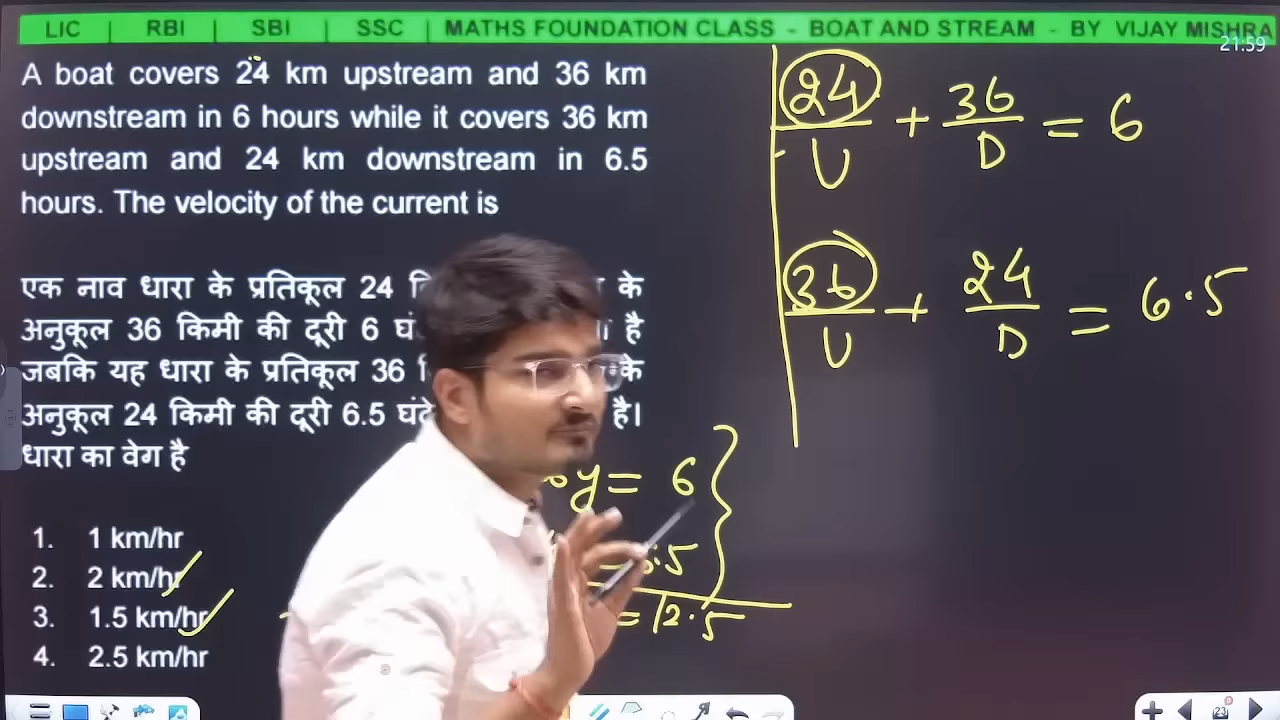 LIC | RBI | SBI | SSC | MATHS FOUNDATION CLASS - BOAT AND STREAM - BY VIJAY MISHRA
21:59
A boat covers 24 km upstream and 36 km
downstream in 6 hours while it covers 36 km
upstream and 24 km downstream in 6.5
hours. The velocity of the current is
एक नाव धारा के प्रतिकूल 24 के
अनुकूल 36 किमी की दूरी 6 है
जबकि यह धारा के प्रतिकूल 36 के
अनुकूल 24 किमी की दूरी 6.5 है।
धारा का वेग है
1. 1 km/hr
2. 2 km/hr
3. 1.5 km/hr
4. 2.5 km/hr
y = 6
= 12.5
24/U + 36/D = 6
36/U + 24/D = 6.5
23